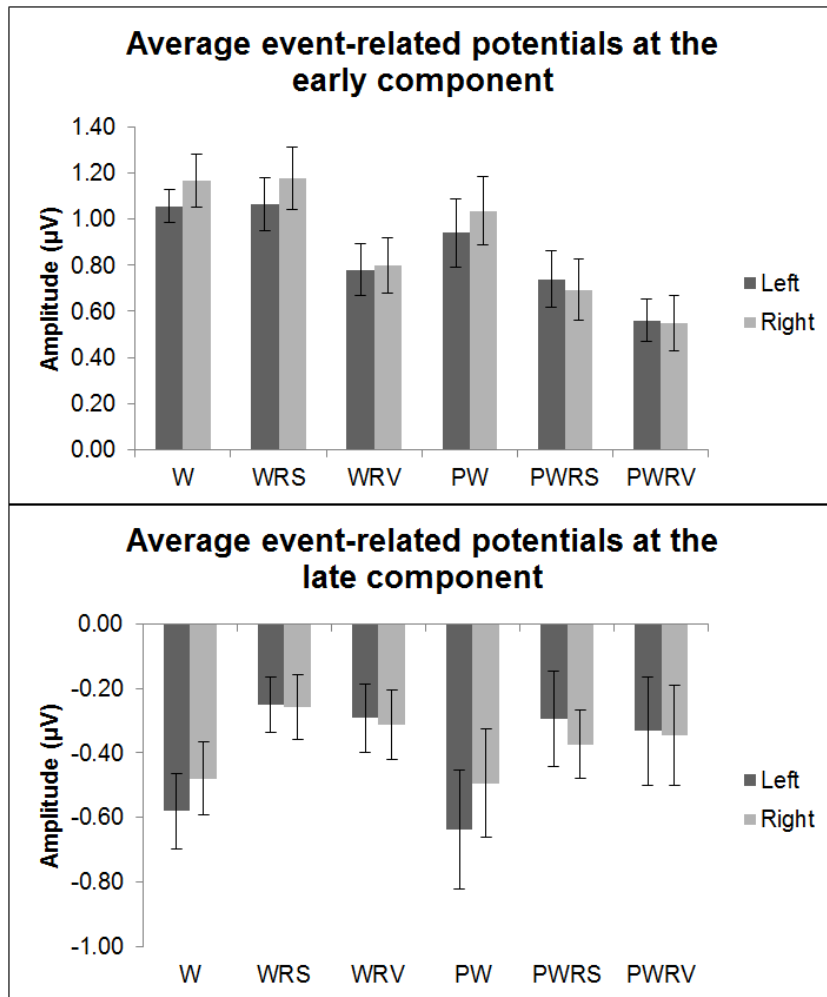 Average event-related potentials at the
early component
Amplitude (µV)
1.40
1.20
1.00
0.80
0.60
0.40
0.20
0.00
W WRS WRV PW PWRS PWRV
Left
Right
Average event-related potentials at the
late component
Amplitude (µV)
0.00
-0.20
-0.40
-0.60
-0.80
-1.00
W WRS WRV PW PWRS PWRV
Left
Right